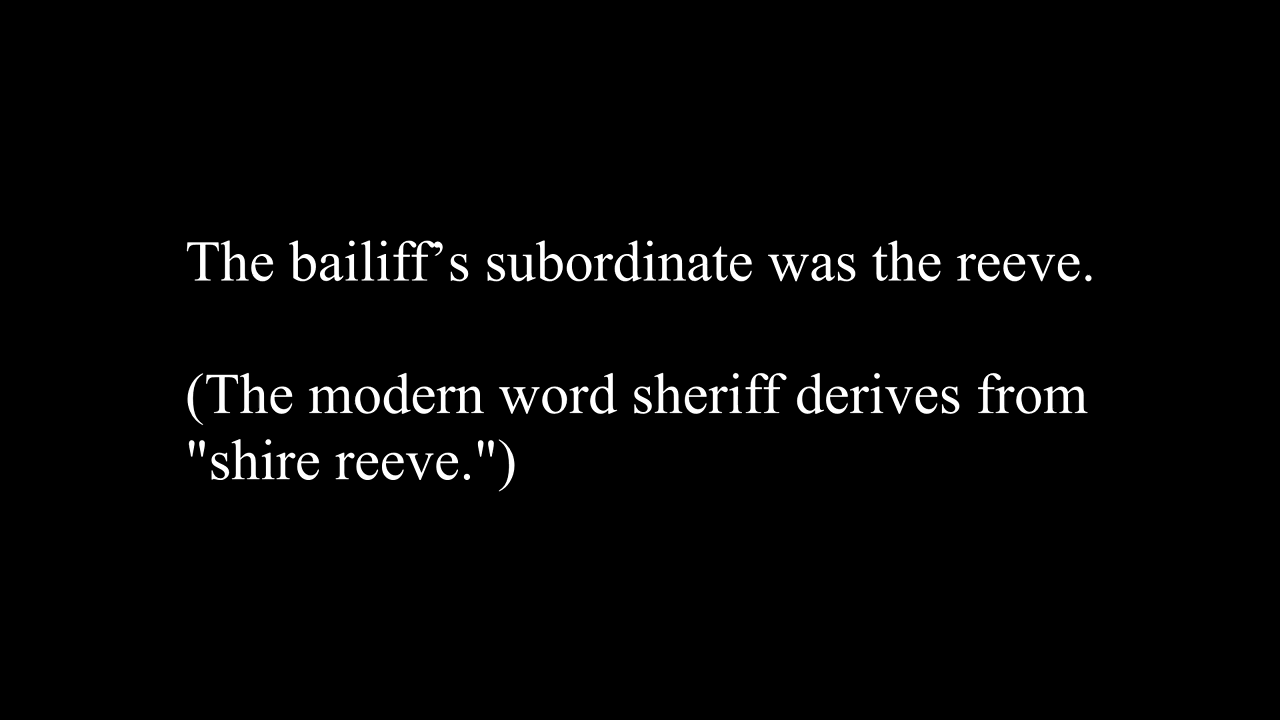 The bailiff’s subordinate was the reeve.
(The modern word sheriff derives from
"shire reeve.")